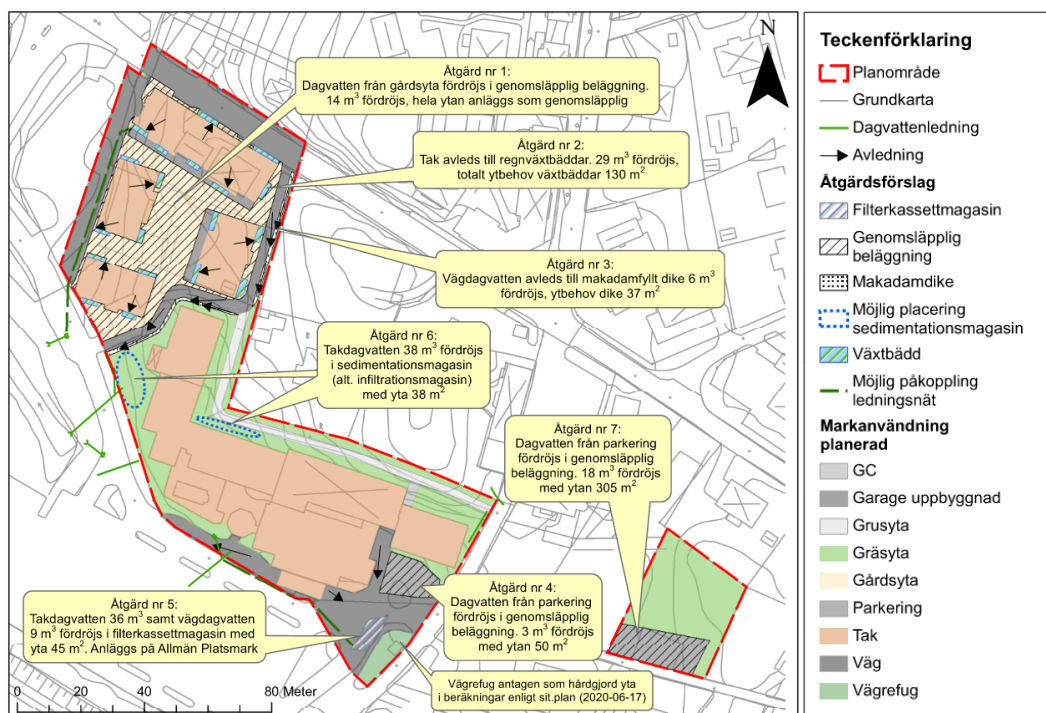 Åtgärd nr 1:
Dagvatten från gårdsyta fördröjs i genomsläpplig beläggning.
14 m³ fördröjs, hela ytan anläggs som genomsläpplig
N
Åtgärd nr 2:
Tak avleds till regnväxtbäddar. 29 m³ fördröjs,
totalt ytbehov växtbäddar 130 m²
Åtgärd nr 3:
Vägdagvatten avleds till makadamfyllt dike 6 m³
fördröjs, ytbehov dike 37 m²
Åtgärd nr 6:
Takdagvatten 38 m³ fördröjs
i sedimentationsmagasin
(alt. infiltrationsmagasin)
med yta 38 m²
Åtgärd nr 7:
Dagvatten från parkering
fördröjs i genomsläpplig
beläggning. 18 m³ fördröjs
med ytan 305 m²
Åtgärd nr 4:
Dagvatten från parkering
fördröjs i genomsläpplig
beläggning. 3 m³ fördröjs
med ytan 50 m²
Åtgärd nr 5:
Takdagvatten 36 m³ samt vägdagvatten
9 m³ fördröjs i filterkassettmagasin med
yta 45 m². Anläggs på Allmän Platsmark
Vägrefug antagen som hårdgjord yta
i beräkningar enligt sit.plan (2020-06-17)
0 20 40 60 80 Meter
Teckenförklaring
Planområde
Grundkarta
Dagvattenledning
Avledning
Åtgärdsförslag
Filterkassettmagasin
Genomsläpplig
beläggning
Makadamdike
Möjlig placering
sedimentationsmagasin
Växtbädd
Möjlig påkoppling
ledningsnät
Markanvändning
planerad
GC
Garage uppbyggnad
Grusyta
Gräsyta
Gårdsyta
Parkering
Tak
Väg
Vägrefug